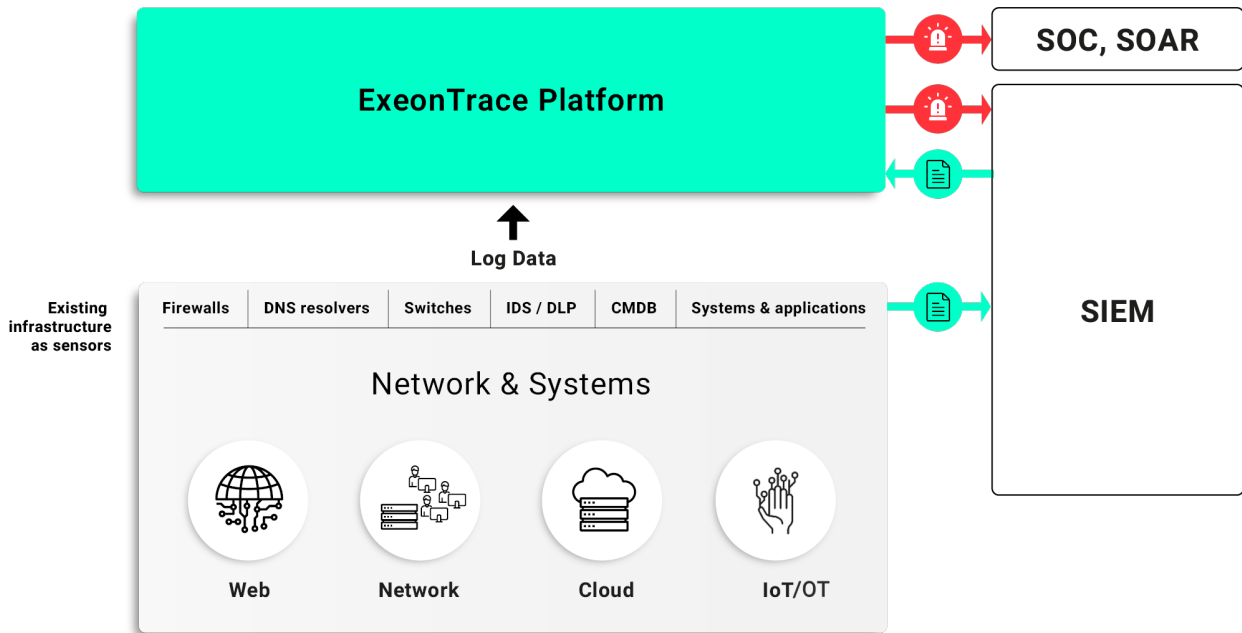 ExeonTrace Platform
SOC, SOAR
SIEM
Log Data
Existing
infrastructure
as sensors
Firewalls
DNS resolvers
Switches
IDS / DLP
CMDB
Systems & applications
Network & Systems
Web
Network
Cloud
IoT/OT